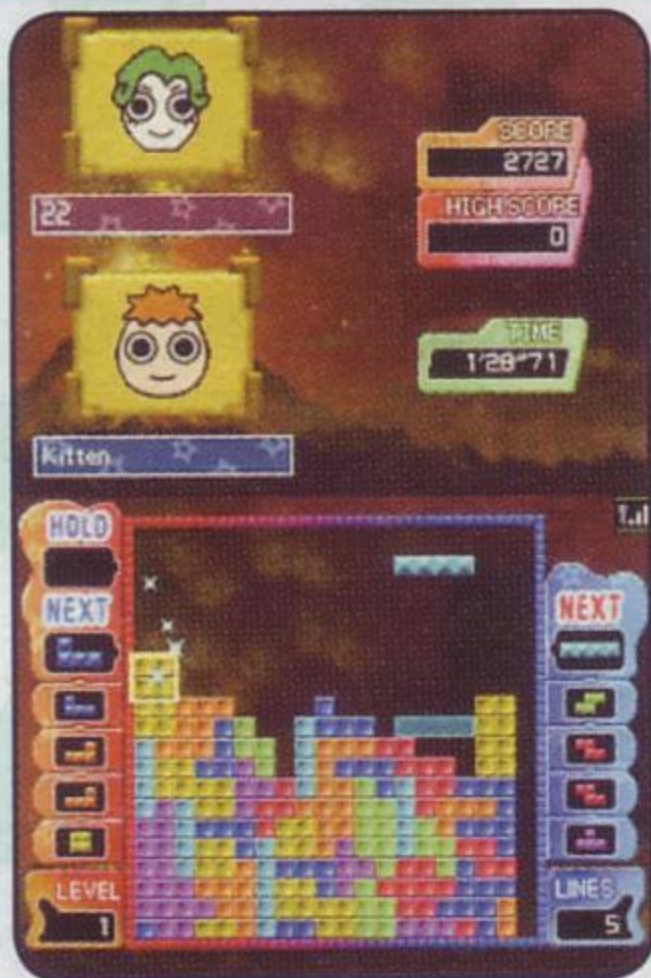 22
SCORE
2727
HIGH SCORE
0
Kitten
TIME
1'28"71
HOLD
NEXT
LEVEL
1
NEXT
LINES
5